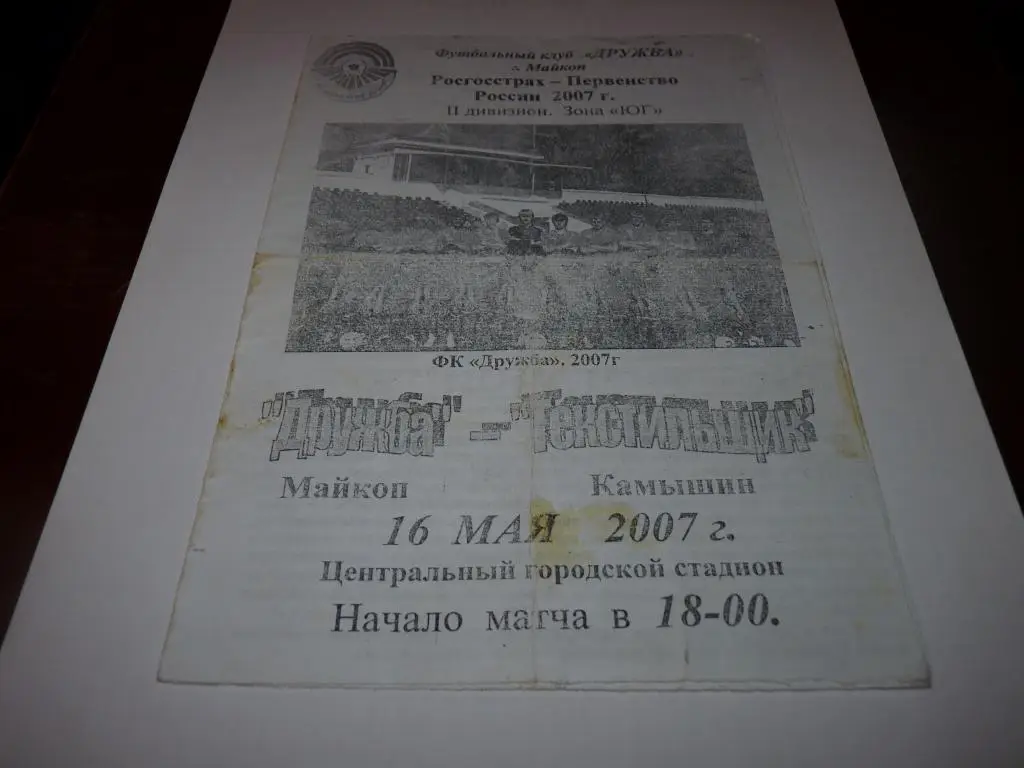 Футбольный клуб «ДРУЖБА»
г. Майкоп
Росгосстрах – Первенство
России 2007 г.
II дивизион. Зона «ЮГ»
ФК «Дружба». 2007г
"Дружба" – "Текстильщик"
Майкоп Камышин
16 МАЯ 2007 г.
Центральный городской стадион
Начало матча в 18-00.